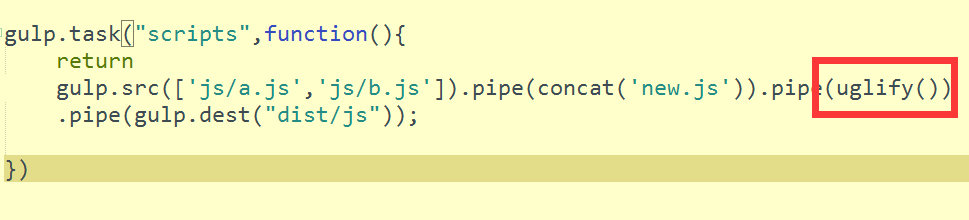 gulp.task("scripts",function(){
return
gulp.src(['js/a.js','js/b.js']).pipe(concat('new.js')).pipe(uglify())
.pipe(gulp.dest("dist/js"));
})